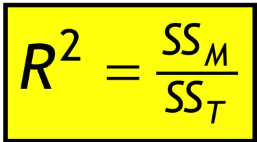 R² = SS_M / SS_T